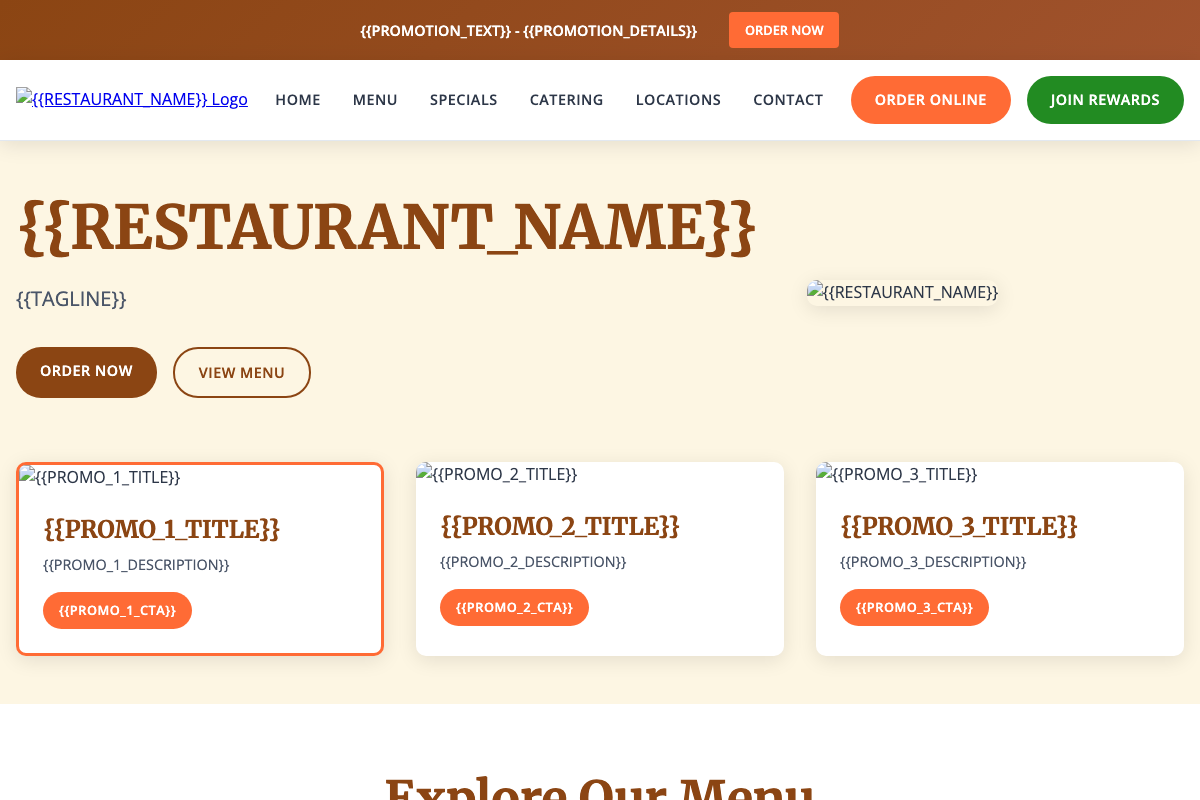 {{PROMOTION_TEXT}} - {{PROMOTION_DETAILS}} ORDER NOW
{{RESTAURANT_NAME}} Logo HOME MENU SPECIALS CATERING LOCATIONS CONTACT ORDER ONLINE JOIN REWARDS
{{RESTAURANT_NAME}}
{{TAGLINE}}
{{RESTAURANT_NAME}}
ORDER NOW VIEW MENU
{{PROMO_1_TITLE}}
{{PROMO_1_TITLE}}
{{PROMO_1_DESCRIPTION}}
{{PROMO_1_CTA}}
{{PROMO_2_TITLE}}
{{PROMO_2_TITLE}}
{{PROMO_2_DESCRIPTION}}
{{PROMO_2_CTA}}
{{PROMO_3_TITLE}}
{{PROMO_3_TITLE}}
{{PROMO_3_DESCRIPTION}}
{{PROMO_3_CTA}}
Explore Our Menu